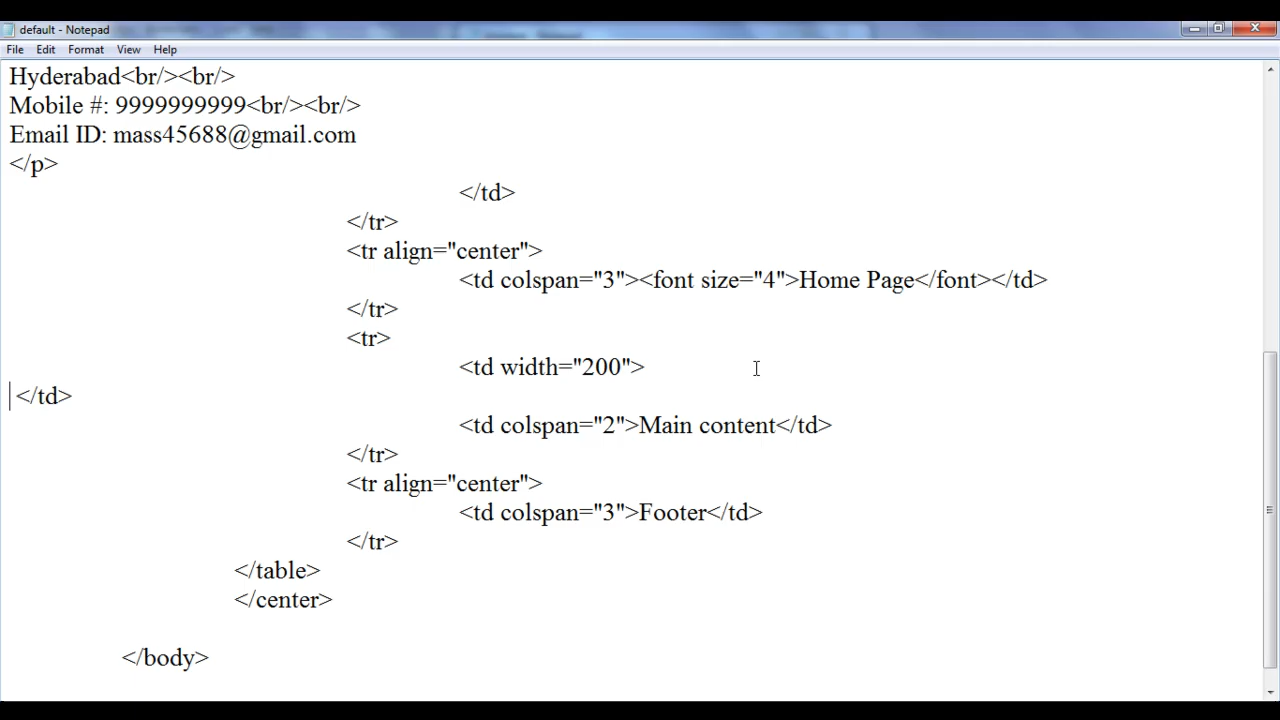 default - Notepad
File Edit Format View Help
Hyderabad<br/><br/>
Mobile #: 9999999999<br/><br/>
Email ID: mass45688@gmail.com
</p>
</td>
</tr>
<tr align="center">
<td colspan="3"><font size="4">Home Page</font></td>
</tr>
<tr>
<td width="200">
</td>
<td colspan="2">Main content</td>
</tr>
<tr align="center">
<td colspan="3">Footer</td>
</tr>
</table>
</center>
</body>